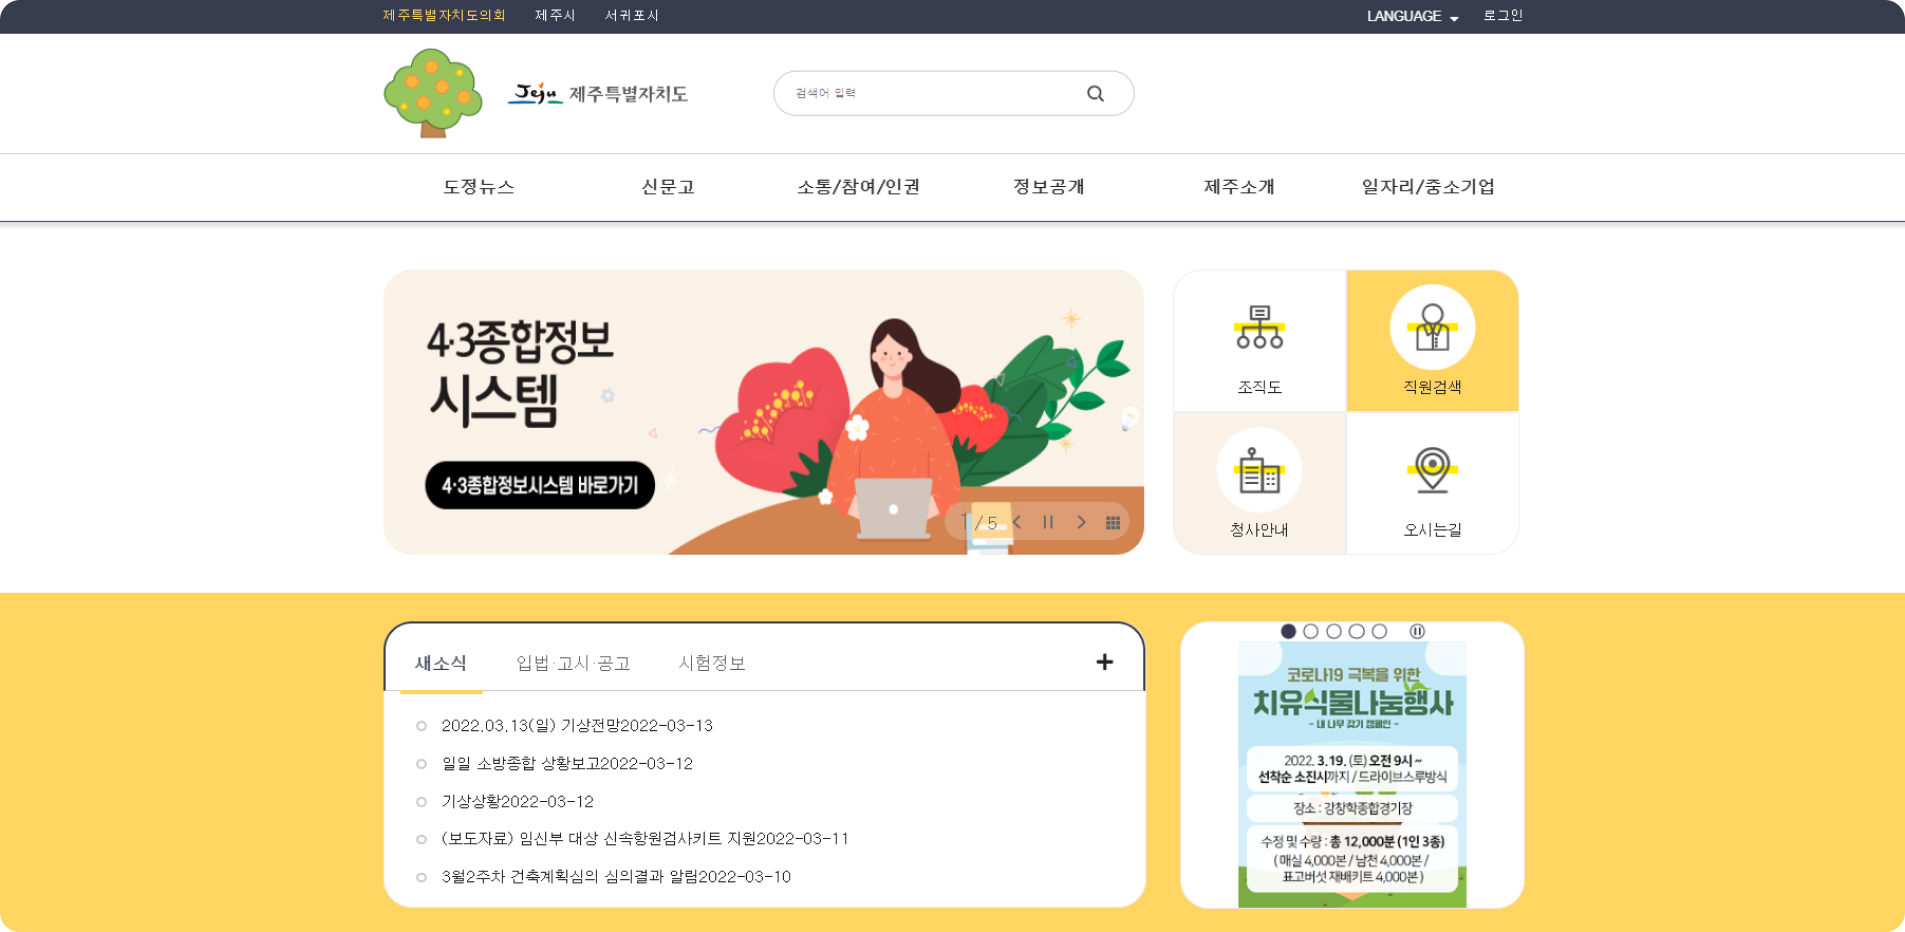 제주특별자치도의회 제주시 서귀포시 LANGUAGE 로그인
Jeju 제주특별자치도
검색어 입력
도정뉴스 신문고 소통/참여/인권 정보공개 제주소개 일자리/중소기업
4·3종합정보
시스템
4·3종합정보시스템 바로가기
1 / 5
조직도 직원검색
청사안내 오시는길
새소식 입법·고시·공고 시험정보
2022.03.13(일) 기상전망2022-03-13
일일 소방종합 상황보고2022-03-12
기상상황2022-03-12
(보도자료) 임신부 대상 신속항원검사키트 지원2022-03-11
3월2주차 건축계획심의 심의결과 알림2022-03-10
코로나19 극복을 위한
치유식물나눔행사
- 내 나무 갖기 캠페인 -
2022. 3.19. (토) 오전 9시 ~
선착순 소진시까지 / 드라이브스루방식
장소 : 강창학종합경기장
수정 및 수량 : 총 12,000분 (1인 3종)
( 매실 4,000본 / 남천 4,000본 /
표고버섯 재배키트 4,000본 )